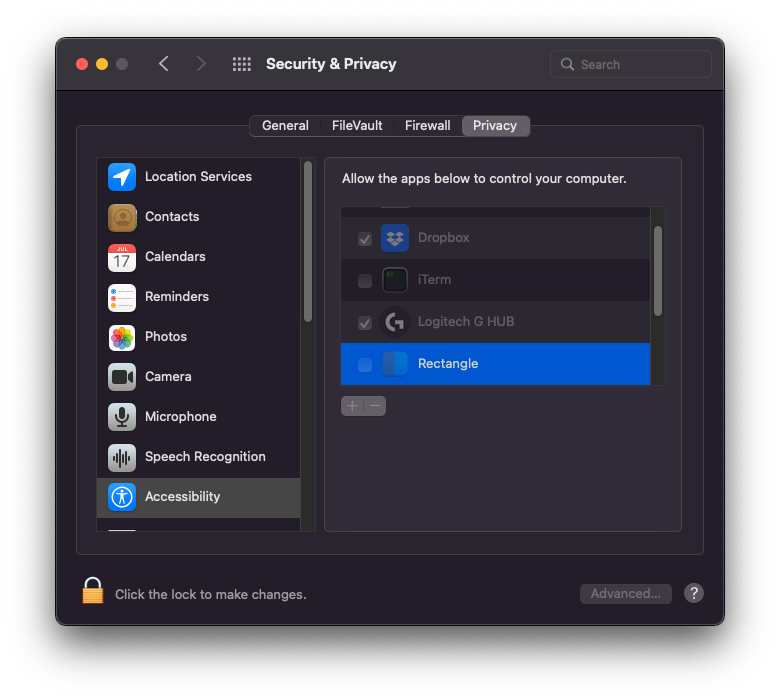 Security & Privacy
Search
General FileVault Firewall Privacy
Location Services
Contacts
JUL
17
Calendars
Reminders
Photos
Camera
Microphone
Speech Recognition
Accessibility
Allow the apps below to control your computer.
Dropbox
iTerm
Logitech G HUB
Rectangle
Click the lock to make changes.
Advanced...
?